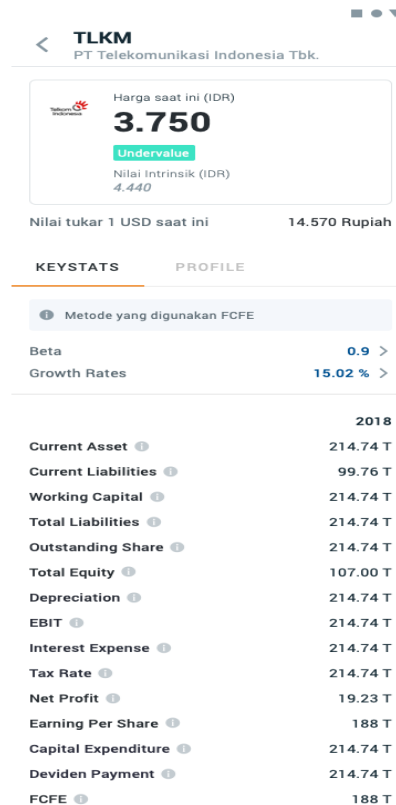 TLKM
PT Telekomunikasi Indonesia Tbk.
Telkom
Indonesia
Harga saat ini (IDR)
3.750
Undervalue
Nilai Intrinsik (IDR)
4.440
Nilai tukar 1 USD saat ini 14.570 Rupiah
KEYSTATS PROFILE
Metode yang digunakan FCFE
Beta 0.9
Growth Rates 15.02 %
2018
Current Asset 214.74 T
Current Liabilities 99.76 T
Working Capital 214.74 T
Total Liabilities 214.74 T
Outstanding Share 214.74 T
Total Equity 107.00 T
Depreciation 214.74 T
EBIT 214.74 T
Interest Expense 214.74 T
Tax Rate 214.74 T
Net Profit 19.23 T
Earning Per Share 188 T
Capital Expenditure 214.74 T
Deviden Payment 214.74 T
FCFE 188 T